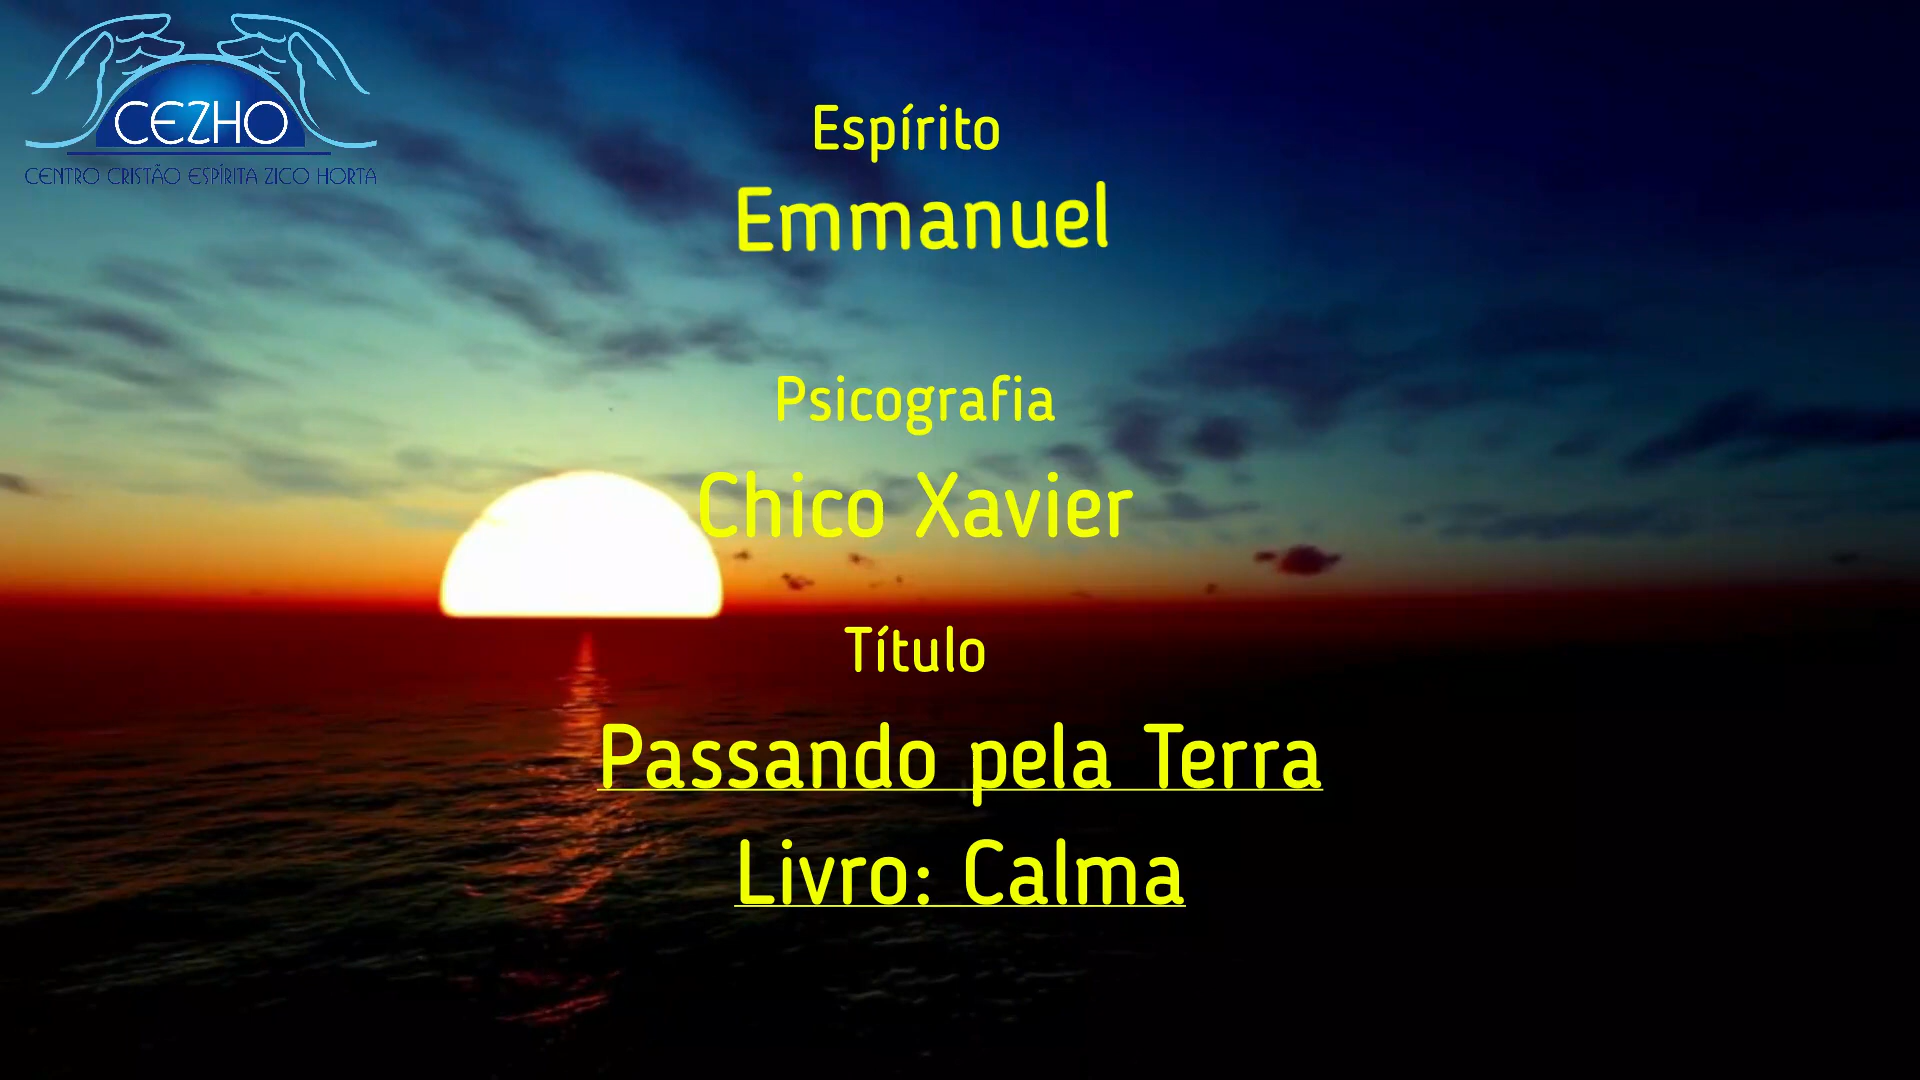 CEZHO
CENTRO CRISTÃO ESPÍRITA ZICO HORTA
Espírito
Emmanuel
Psicografia
Chico Xavier
Título
Passando pela Terra
Livro: Calma